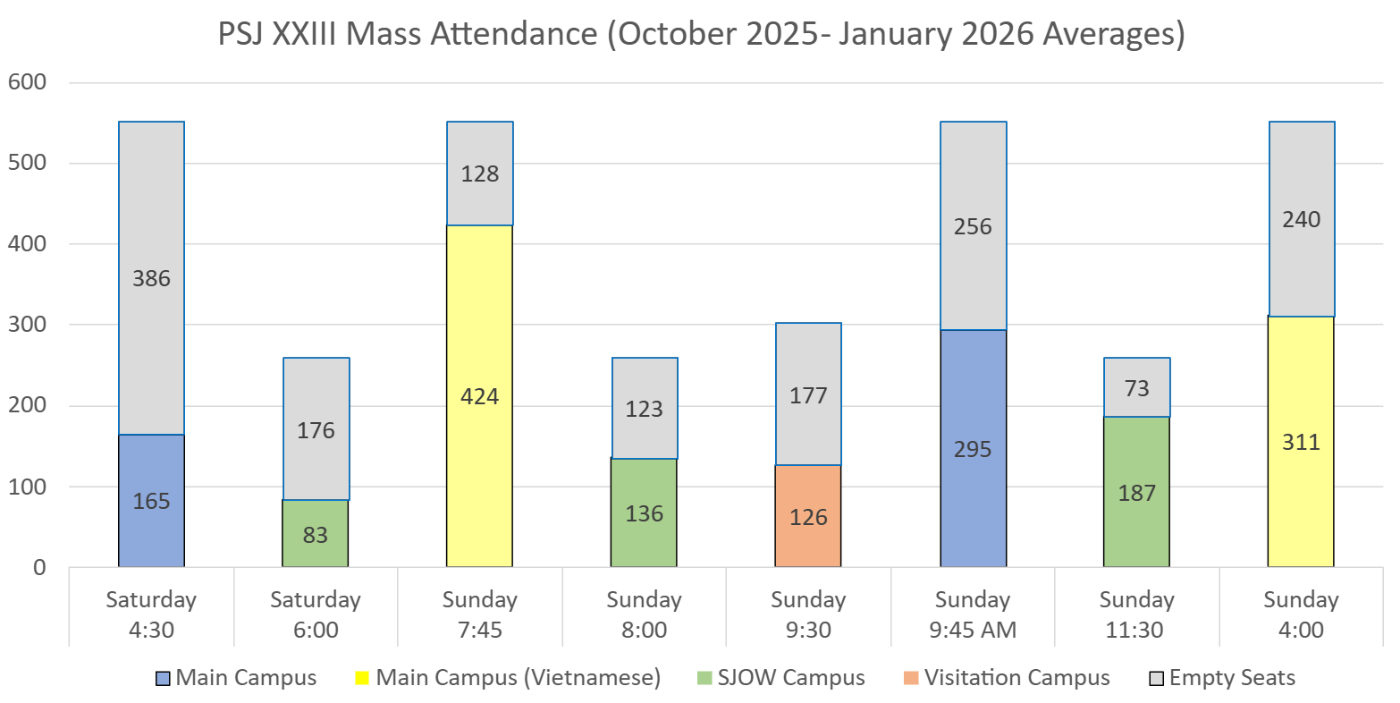 PSJ XXIII Mass Attendance (October 2025- January 2026 Averages)
600
500
400
300
200
100
0
386
165
176
83
128
424
123
136
177
126
256
295
73
187
240
311
Saturday
4:30
Saturday
6:00
Sunday
7:45
Sunday
8:00
Sunday
9:30
Sunday
9:45 AM
Sunday
11:30
Sunday
4:00
Main Campus
Main Campus (Vietnamese)
SJOW Campus
Visitation Campus
Empty Seats